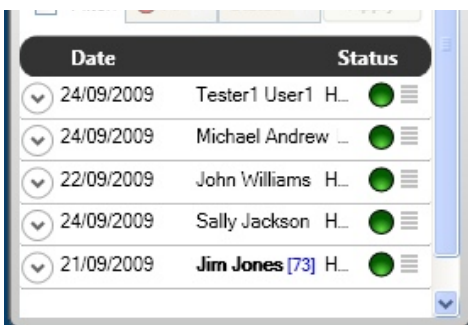 Date Status
24/09/2009 Tester1 User1 H...
24/09/2009 Michael Andrew ...
22/09/2009 John Williams H...
24/09/2009 Sally Jackson H...
21/09/2009 Jim Jones [73] H...